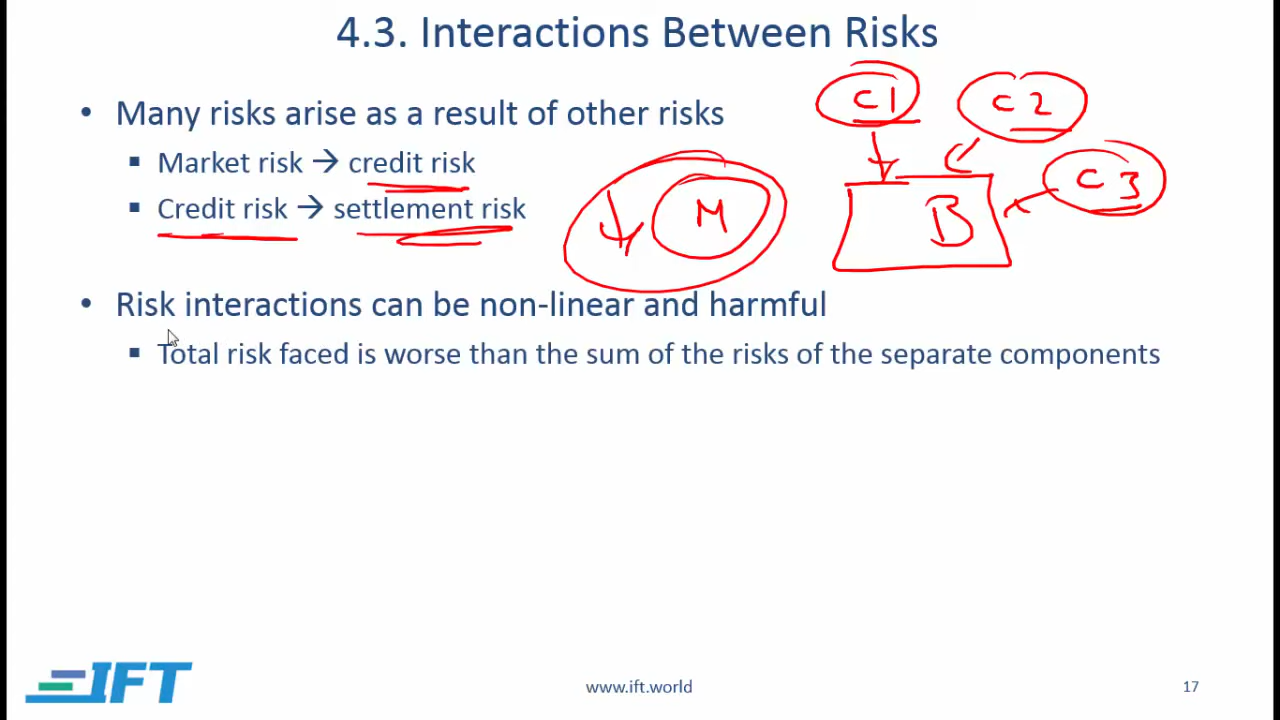 4.3. Interactions Between Risks
• Many risks arise as a result of other risks
▪ Market risk → credit risk
▪ Credit risk → settlement risk
C1
C2
C3
M
B
• Risk interactions can be non-linear and harmful
▪ Total risk faced is worse than the sum of the risks of the separate components
IFT
www.ift.world
17